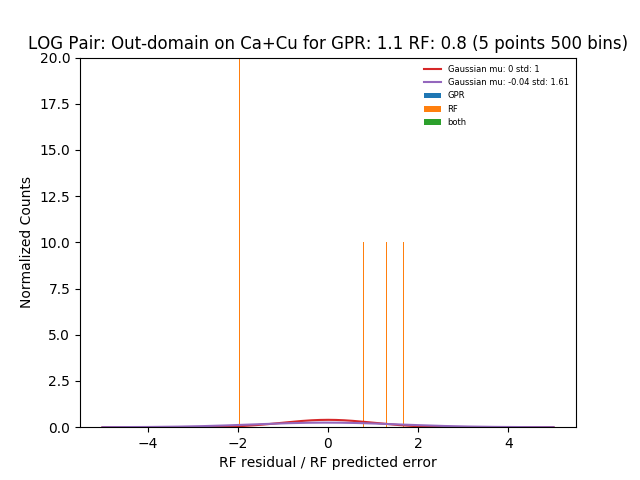 LOG Pair: Out-domain on Ca+Cu for GPR: 1.1 RF: 0.8 (5 points 500 bins)
20.0
17.5
15.0
12.5
10.0
7.5
5.0
2.5
0.0
Normalized Counts
Gaussian mu: 0 std: 1
Gaussian mu: -0.04 std: 1.61
GPR
RF
both
−4
−2
0
2
4
RF residual / RF predicted error